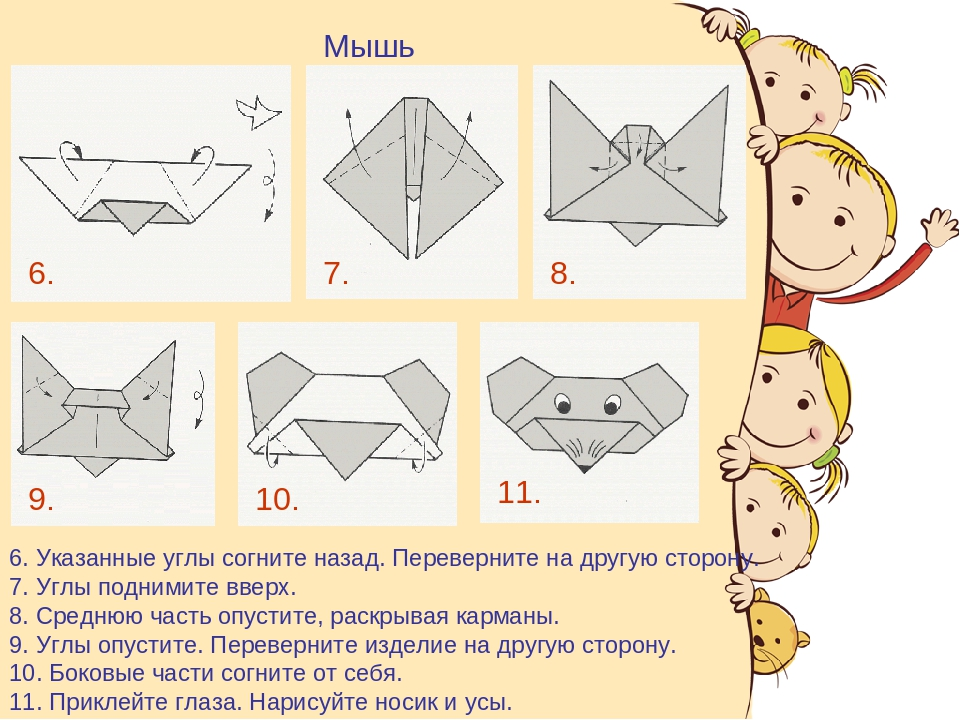 Мышь
6.
7.
8.
9.
10.
11.
6. Указанные углы согните назад. Переверните на другую сторону.
7. Углы поднимите вверх.
8. Среднюю часть опустите, раскрывая карманы.
9. Углы опустите. Переверните изделие на другую сторону.
10. Боковые части согните от себя.
11. Приклейте глаза. Нарисуйте носик и усы.